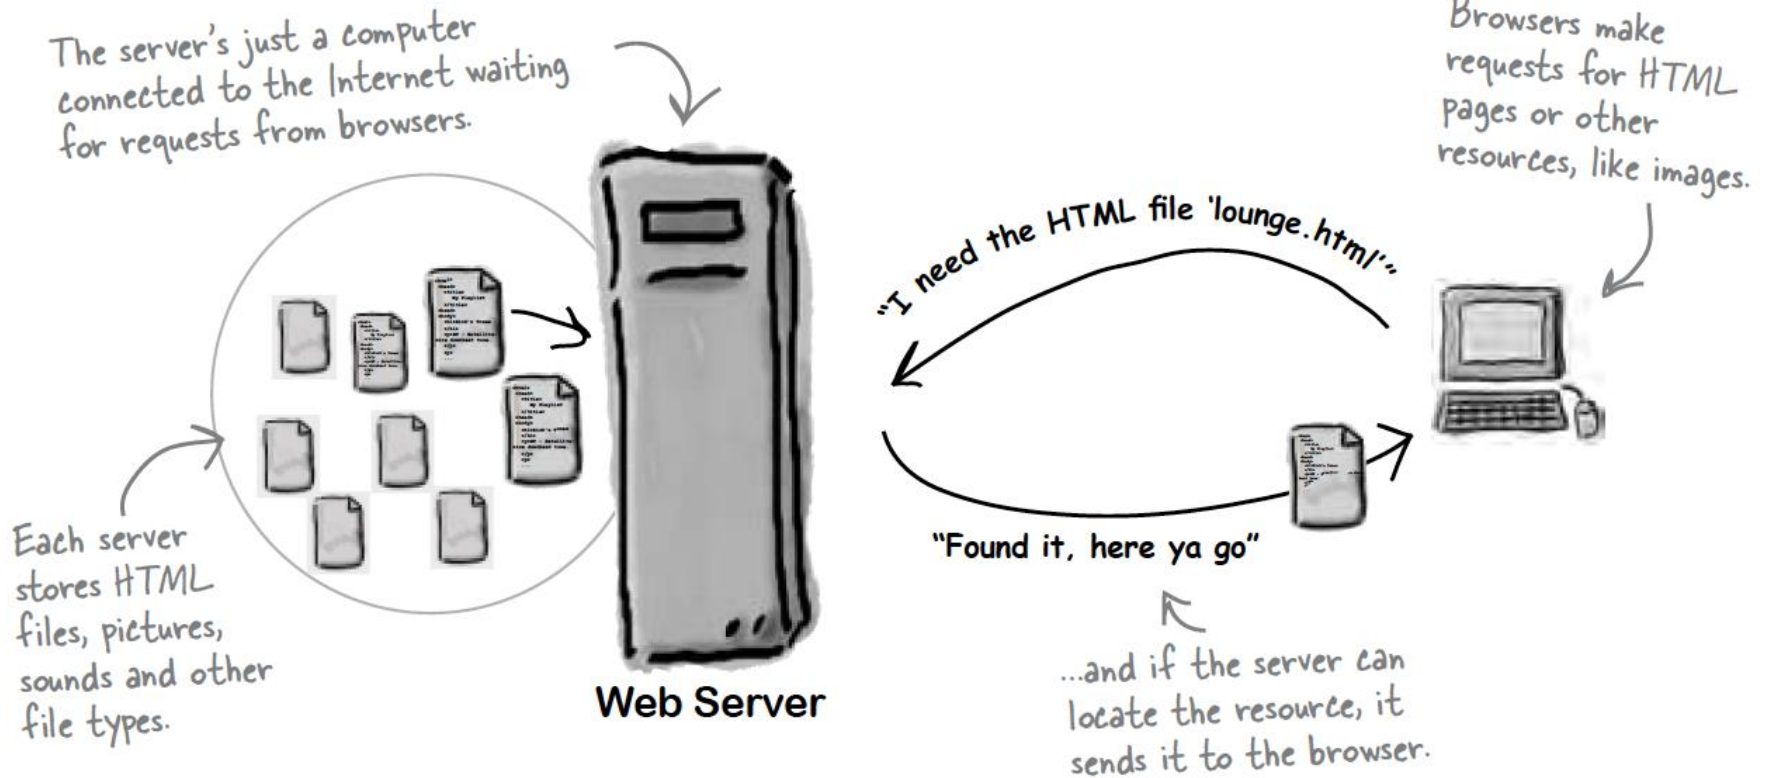 The server's just a computer
connected to the Internet waiting
for requests from browsers.
Browsers make
requests for HTML
pages or other
resources, like images.
“I need the HTML file ‘lounge.html’”
Each server
stores HTML
files, pictures,
sounds and other
file types.
“Found it, here ya go”
Web Server
...and if the server can
locate the resource, it
sends it to the browser.